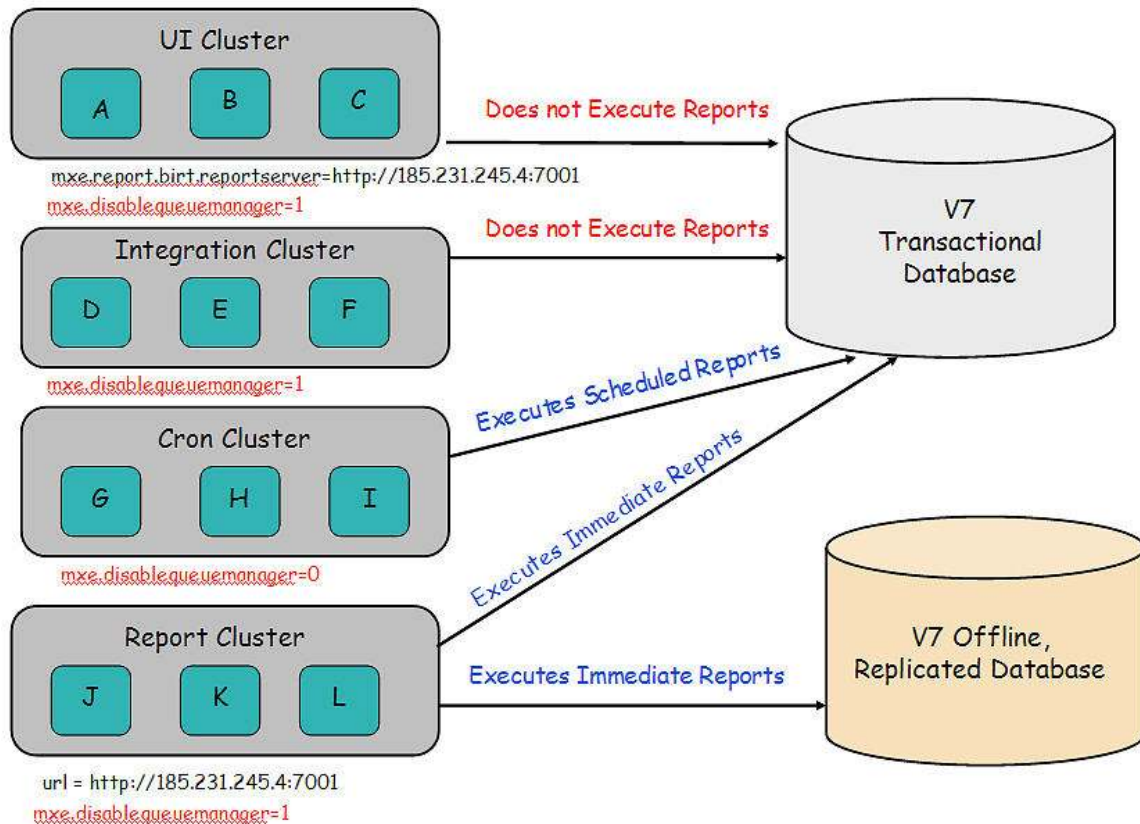 UI Cluster
A
B
C
mxe.report.birt.reportserver=http://185.231.245.4:7001
mxe.disablequeuemanager=1
Does not Execute Reports
Integration Cluster
D
E
F
mxe.disablequeuemanager=1
Does not Execute Reports
V7
Transactional
Database
Cron Cluster
G
H
I
mxe.disablequeuemanager=0
Executes Scheduled Reports
Report Cluster
J
K
L
url = http://185.231.245.4:7001
mxe.disablequeuemanager=1
Executes Immediate Reports
Executes Immediate Reports
V7 Offline,
Replicated Database